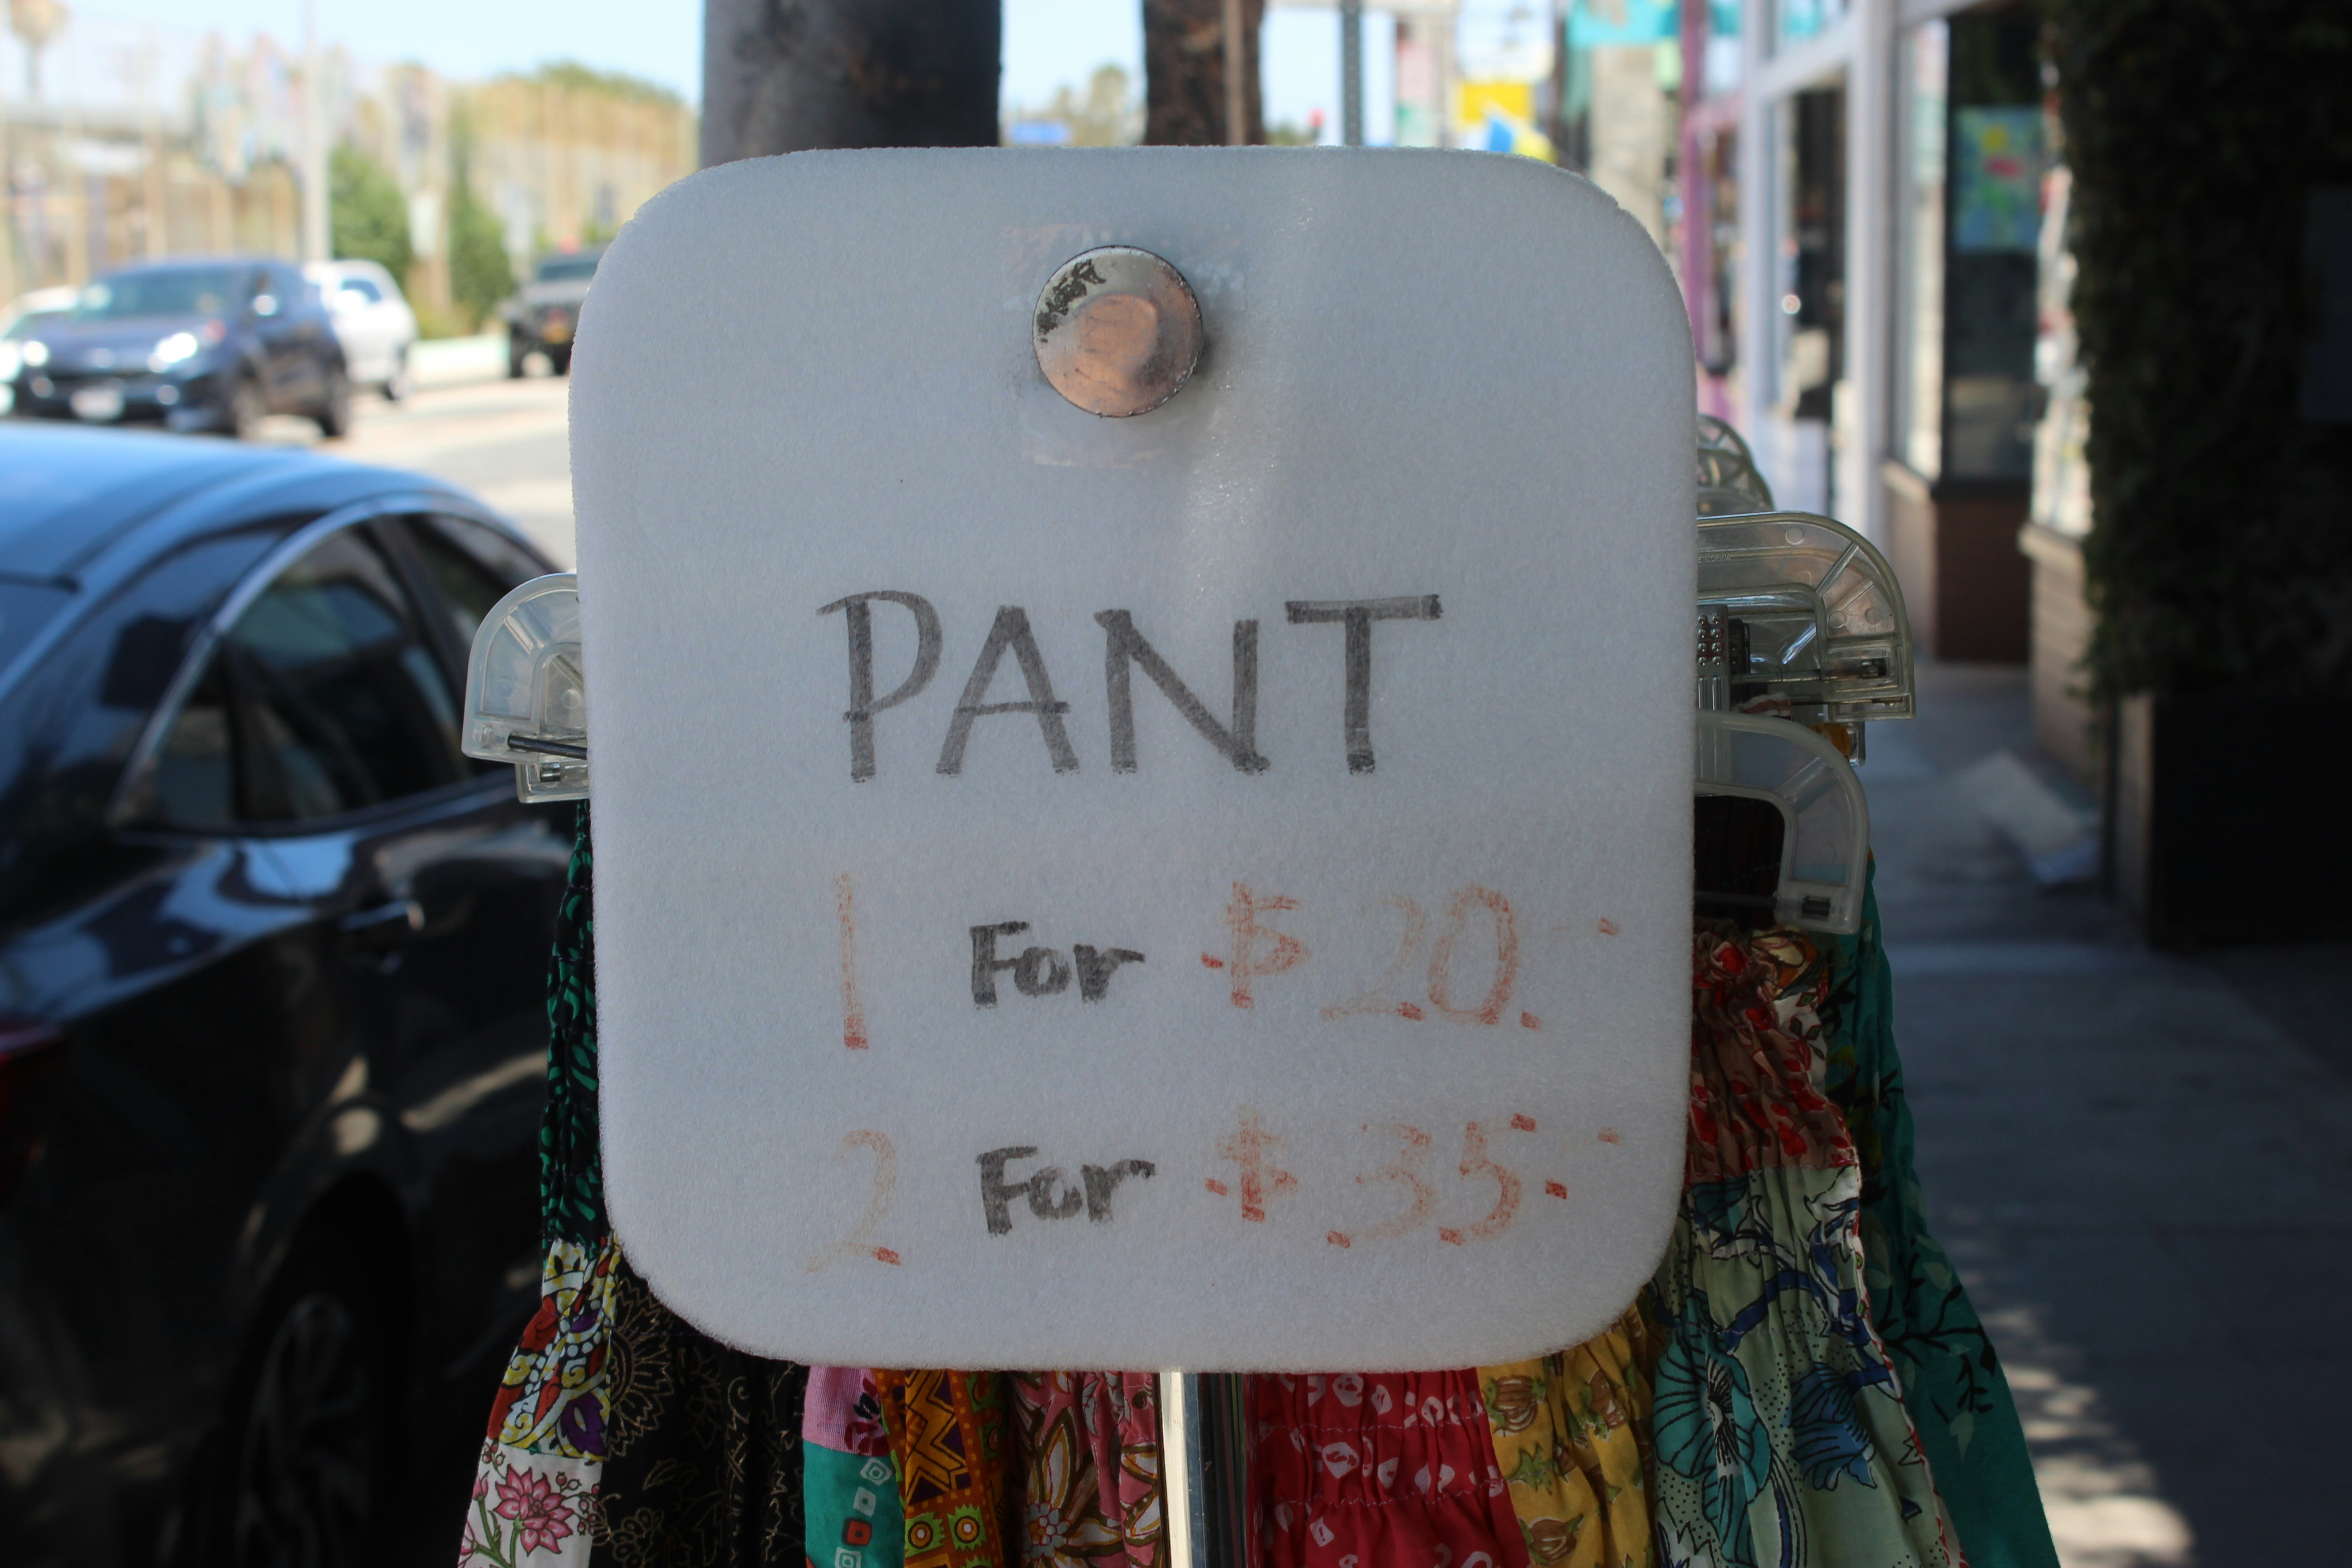 PANT
1 For $20.-
2 For $35.-